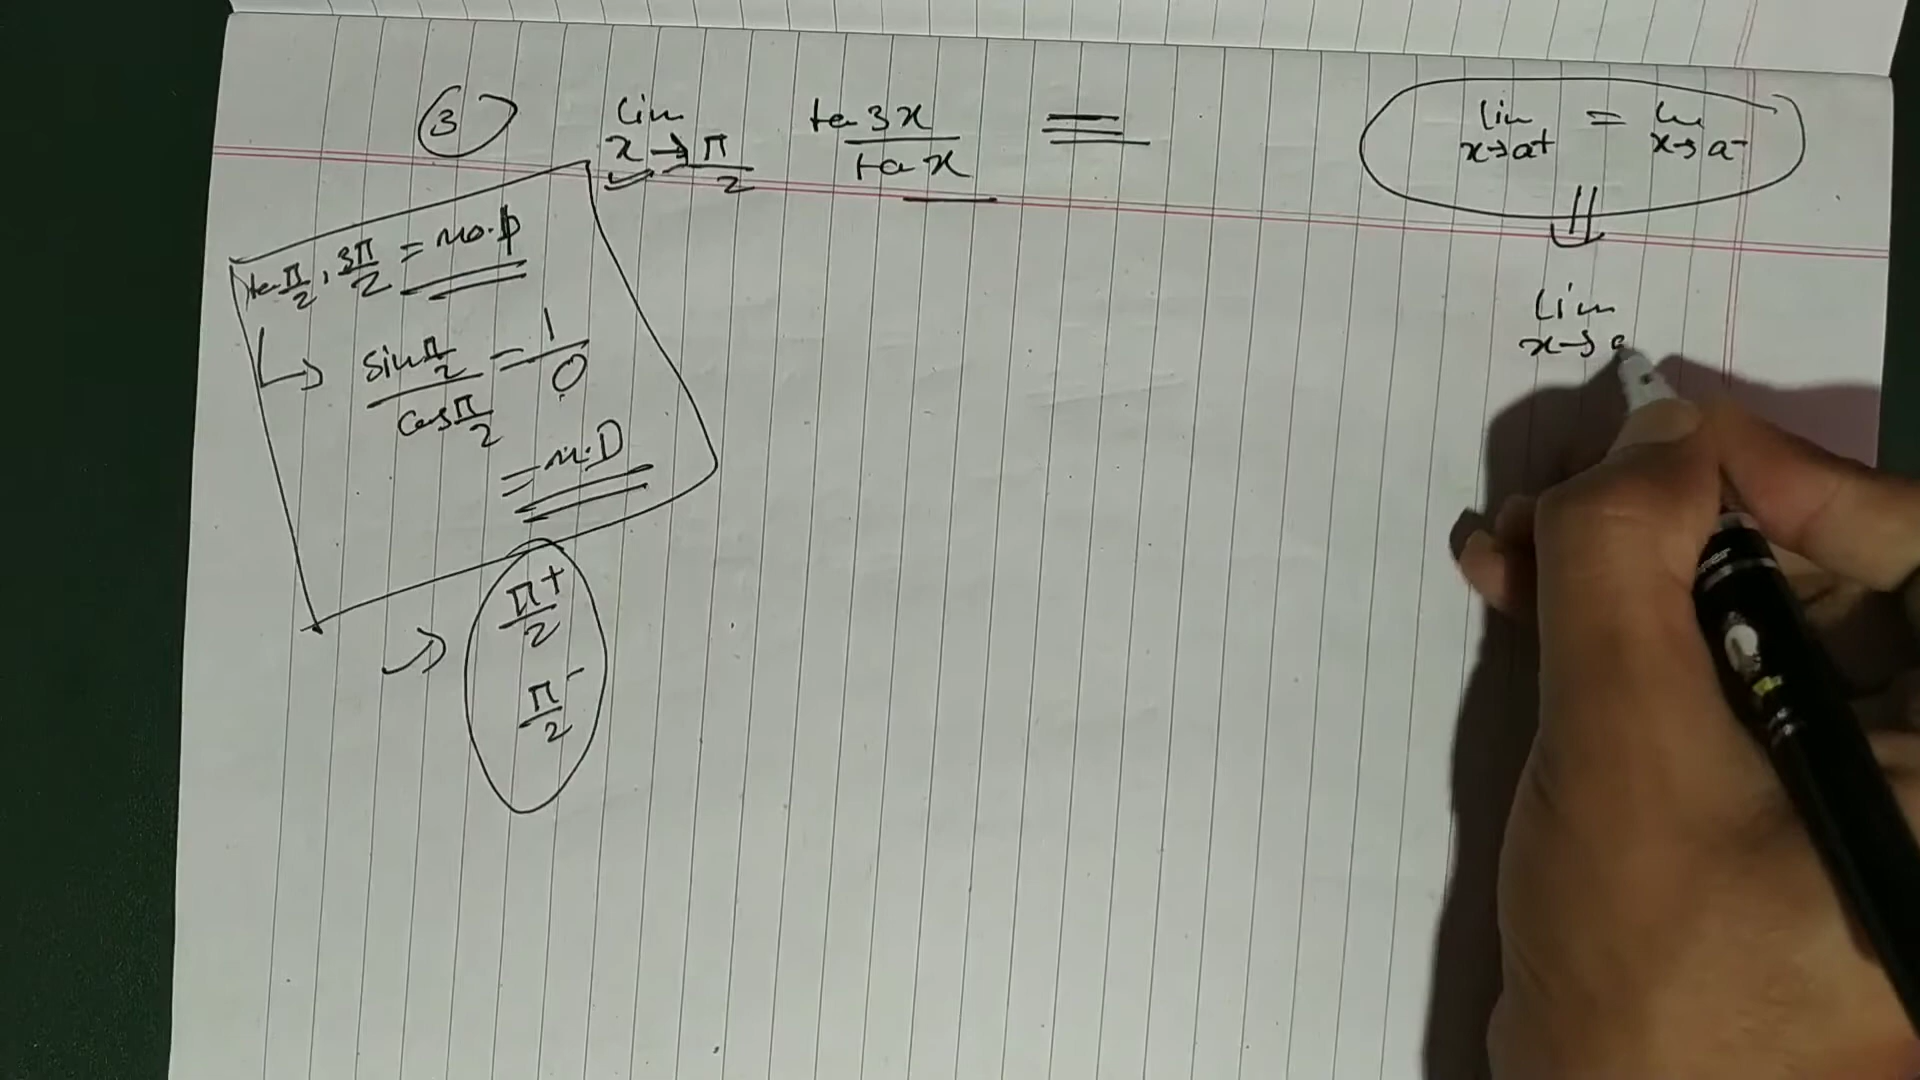 3 lim x→π/2 tan 3x / tan x =
lim x→a+ = lim x→a-
⇓
lim x→a
tan π/2, 3π/2 = no. D
↳ sin π/2 / cos π/2 = 1/0
= N.D
→ π+/2
π-/2